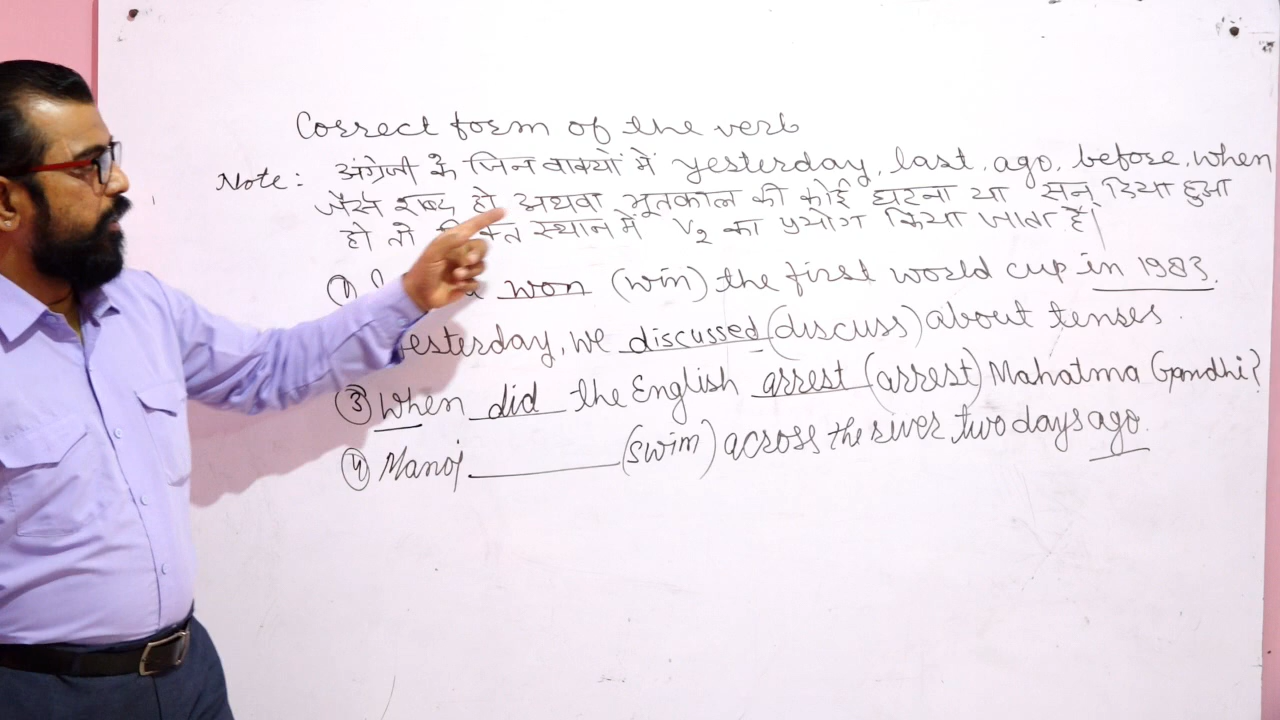 Correct form of the verb
Note: अंग्रेजी के जिन वाक्यों में yesterday, last, ago, before, when
जैसे शब्द हो अथवा भूतकाल की कोई घटना या सन् दिया हुआ
हो तो स्थान में V2 का प्रयोग किया जाता है|
① won (win) the first world cup in 1983.
esterday, we discussed (discuss) about tenses.
③ When did the English arrest (arrest) Mahatma Gandhi?
④ Manoj ________ (swim) across the river two days ago.